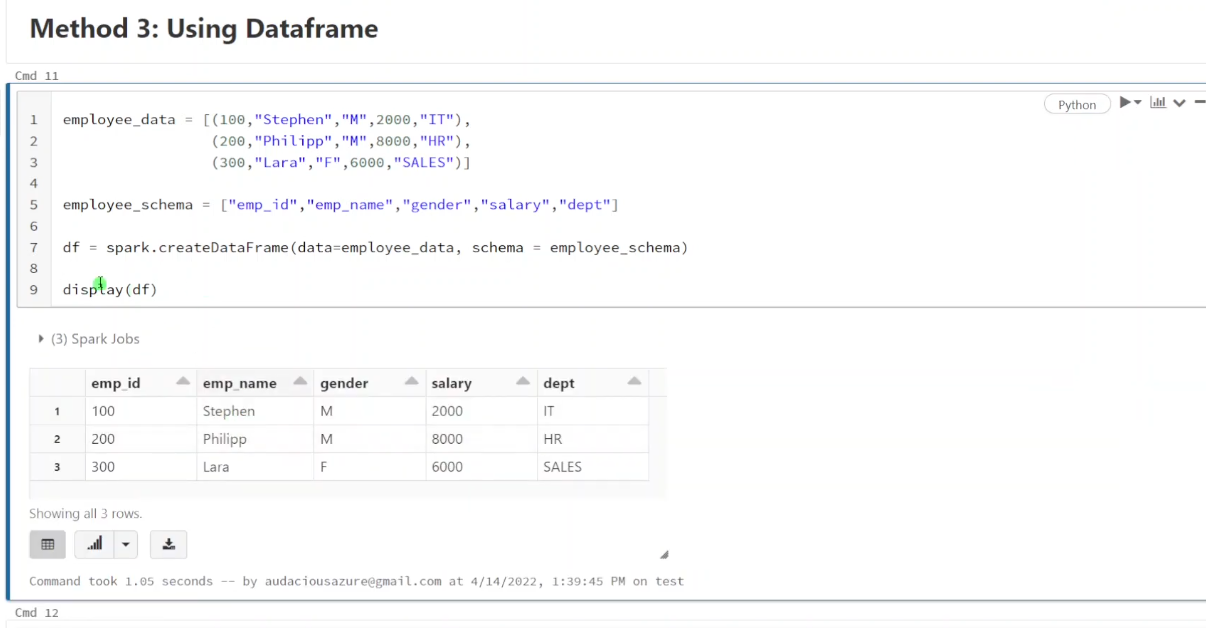 Method 3: Using Dataframe
Cmd 11
Python
1 employee_data = [(100,"Stephen","M",2000,"IT"),
2 (200,"Philipp","M",8000,"HR"),
3 (300,"Lara","F",6000,"SALES")]
4
5 employee_schema = ["emp_id","emp_name","gender","salary","dept"]
6
7 df = spark.createDataFrame(data=employee_data, schema = employee_schema)
8
9 display(df)
(3) Spark Jobs
emp_id emp_name gender salary dept
1 100 Stephen M 2000 IT
2 200 Philipp M 8000 HR
3 300 Lara F 6000 SALES
Showing all 3 rows.
Command took 1.05 seconds -- by audaciousazure@gmail.com at 4/14/2022, 1:39:45 PM on test
Cmd 12